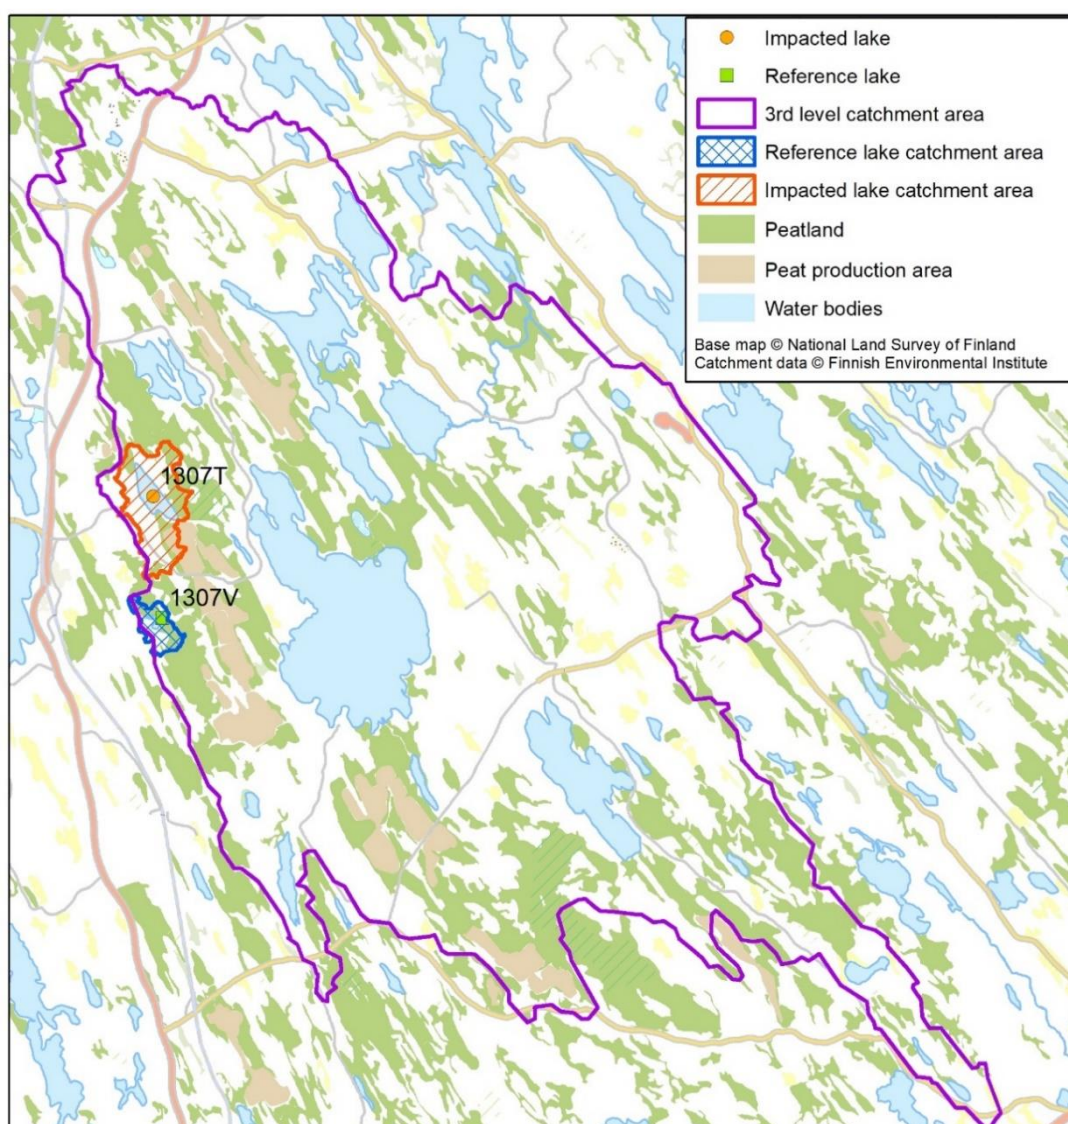 Impacted lake
Reference lake
3rd level catchment area
Reference lake catchment area
Impacted lake catchment area
Peatland
Peat production area
Water bodies
Base map © National Land Survey of Finland
Catchment data © Finnish Environmental Institute
1307T
1307V